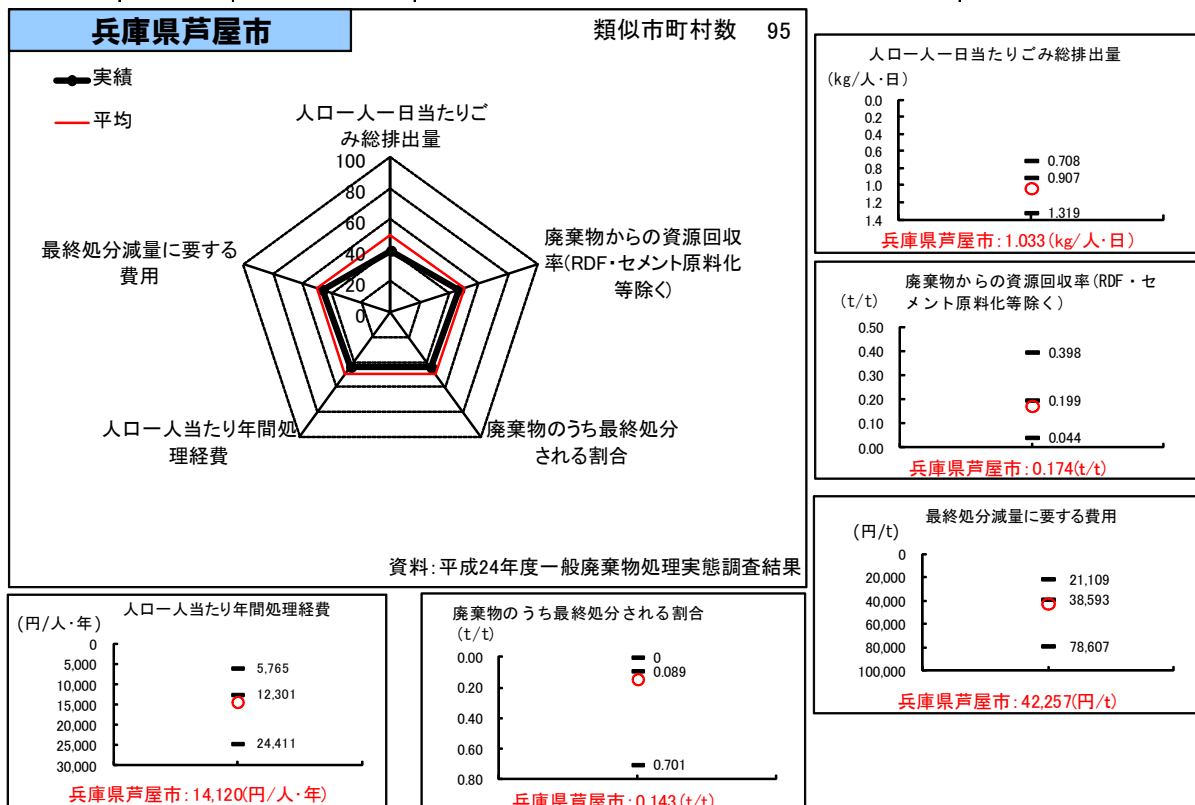 兵庫県芦屋市
類似市町村数 95
実績
平均
人口一人一日当たりご
み総排出量
100
80
60
40
20
0
廃棄物からの資源回収
率(RDF・セメント原料化
等除く)
廃棄物のうち最終処分
される割合
人口一人当たり年間処
理経費
最終処分減量に要する
費用
資料:平成24年度一般廃棄物処理実態調査結果
人口一人一日当たりごみ総排出量
(kg/人・日)
0.0
0.2
0.4
0.6
0.8
1.0
1.2
1.4
0.708
0.907
1.319
兵庫県芦屋市:1.033(kg/人・日)
廃棄物からの資源回収率(RDF・セ
メント原料化等除く)
(t/t)
0.50
0.40
0.30
0.20
0.10
0.00
0.398
0.199
0.044
兵庫県芦屋市:0.174(t/t)
最終処分減量に要する費用
(円/t)
0
20,000
40,000
60,000
80,000
100,000
21,109
38,593
78,607
兵庫県芦屋市:42,257(円/t)
人口一人当たり年間処理経費
(円/人・年)
0
5,000
10,000
15,000
20,000
25,000
30,000
5,765
12,301
24,411
兵庫県芦屋市:14,120(円/人・年)
廃棄物のうち最終処分される割合
(t/t)
0.00
0.20
0.40
0.60
0.80
0
0.089
0.701
兵庫県芦屋市:0.143(t/t)